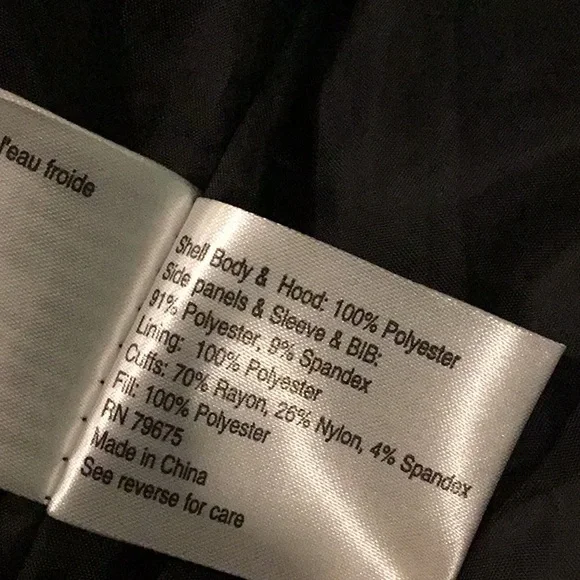 l'eau froide
Shell Body & Hood: 100% Polyester
Side panels & Sleeve & BIB:
91% Polyester, 9% Spandex
Lining: 100% Polyester
Cuffs: 70% Rayon, 26% Nylon, 4% Spandex
Fill: 100% Polyester
RN 79675
Made in China
See reverse for care